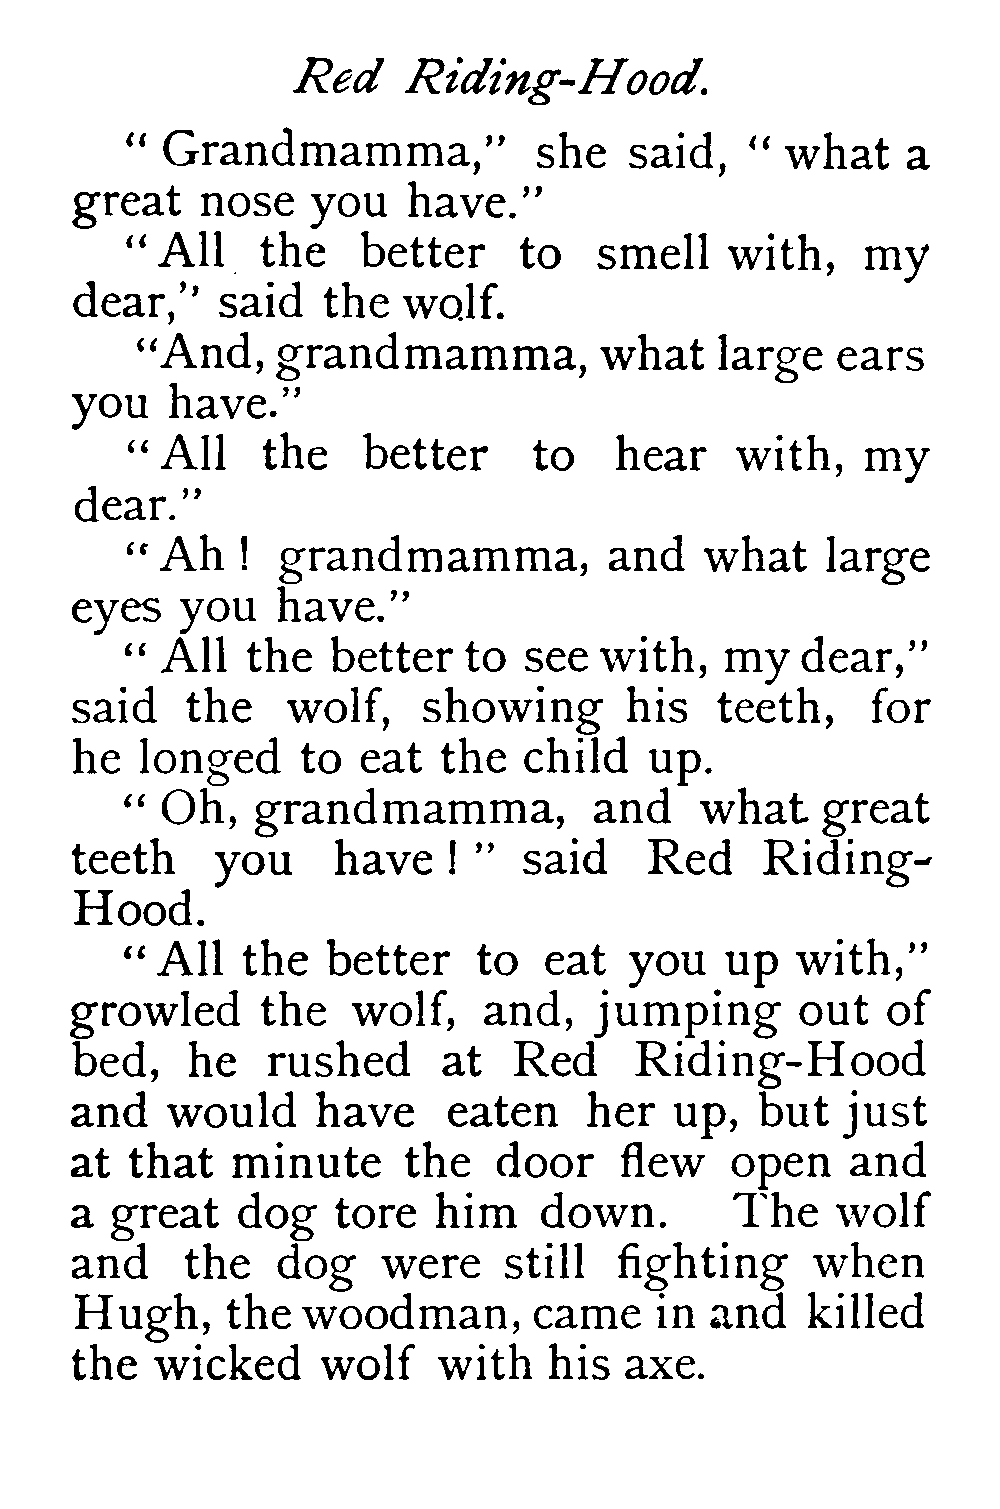 Red Riding-Hood.
“ Grandmamma,” she said, “ what a
great nose you have.”
“ All the better to smell with, my
dear,” said the wolf.
“And, grandmamma, what large ears
you have.”
“ All the better to hear with, my
dear.”
“ Ah ! grandmamma, and what large
eyes you have.”
“ All the better to see with, my dear,”
said the wolf, showing his teeth, for
he longed to eat the child up.
“ Oh, grandmamma, and what great
teeth you have ! ” said Red Riding-
Hood.
“ All the better to eat you up with,”
growled the wolf, and, jumping out of
bed, he rushed at Red Riding-Hood
and would have eaten her up, but just
at that minute the door flew open and
a great dog tore him down. The wolf
and the dog were still fighting when
Hugh, the woodman, came in and killed
the wicked wolf with his axe.